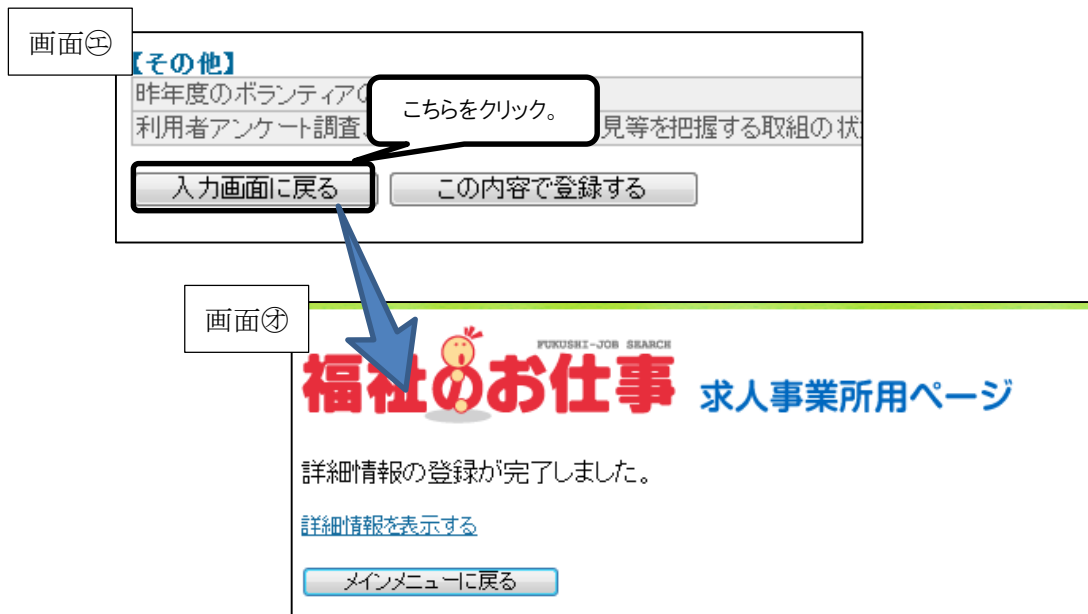 画面㋓
【その他】
昨年度のボランティアの
こちらをクリック。
利用者アンケート調査、
見等を把握する取組の状
入力画面に戻る
この内容で登録する
画面㋔
FUKUSHI-JOB SEARCH
福祉のお仕事
求人事業所用ページ
詳細情報の登録が完了しました。
詳細情報を表示する
メインメニューに戻る